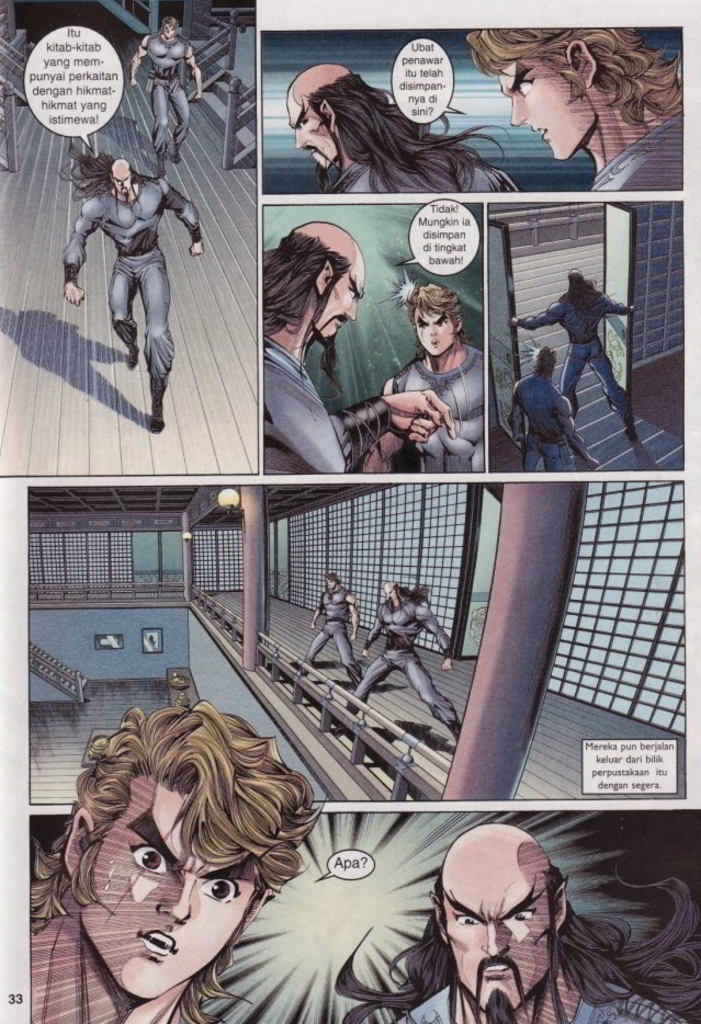 Itu
kitab-kitab
yang mem-
punyai perkaitan
dengan hikmat-
hikmat yang
istimewa!
Ubat
penawar
itu telah
disimpan-
nya di
sini?
Tidak!
Mungkin ia
disimpan
di tingkat
bawah!
Mereka pun berjalan
keluar dari bilik
perpustakaan itu
dengan segera.
Apa?
33